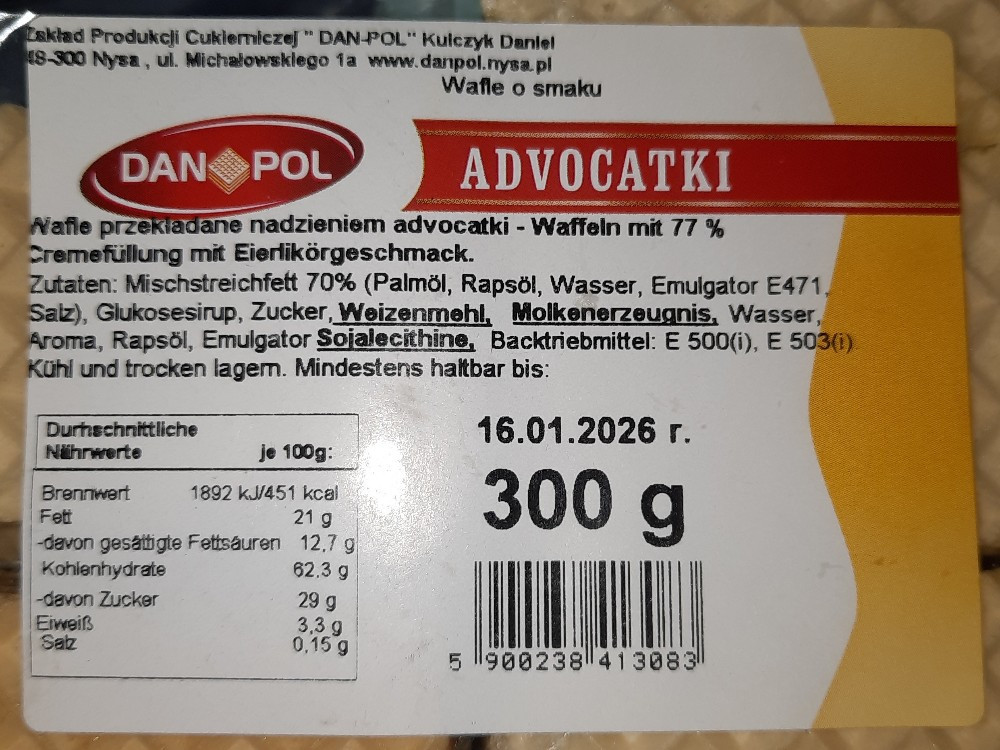 Zakład Produkcji Cukierniczej " DAN-POL" Kulczyk Daniel
48-300 Nysa , ul. Michałowskiego 1a www.danpol.nysa.pl
Wafle o smaku
DAN POL
ADVOCATKI
Wafle przekładane nadzieniem advocatki - Waffeln mit 77 %
Cremefüllung mit Eierlikörgeschmack.
Zutaten: Mischstreichfett 70% (Palmöl, Rapsöl, Wasser, Emulgator E471,
Salz), Glukosesirup, Zucker, Weizenmehl, Molkenerzeugnis, Wasser,
Aroma, Rapsöl, Emulgator Sojalecithine, Backtriebmittel: E 500(i), E 503(i)
Kühl und trocken lagern. Mindestens haltbar bis:
Durhschnittliche
Nährwerte je 100g:
Brennwert 1892 kJ/451 kcal
Fett 21 g
-davon gesättigte Fettsäuren 12,7 g
Kohlenhydrate 62,3 g
-davon Zucker 29 g
Eiweiß 3,3 g
Salz 0,15 g
16.01.2026 r.
300 g
5 900238 413083